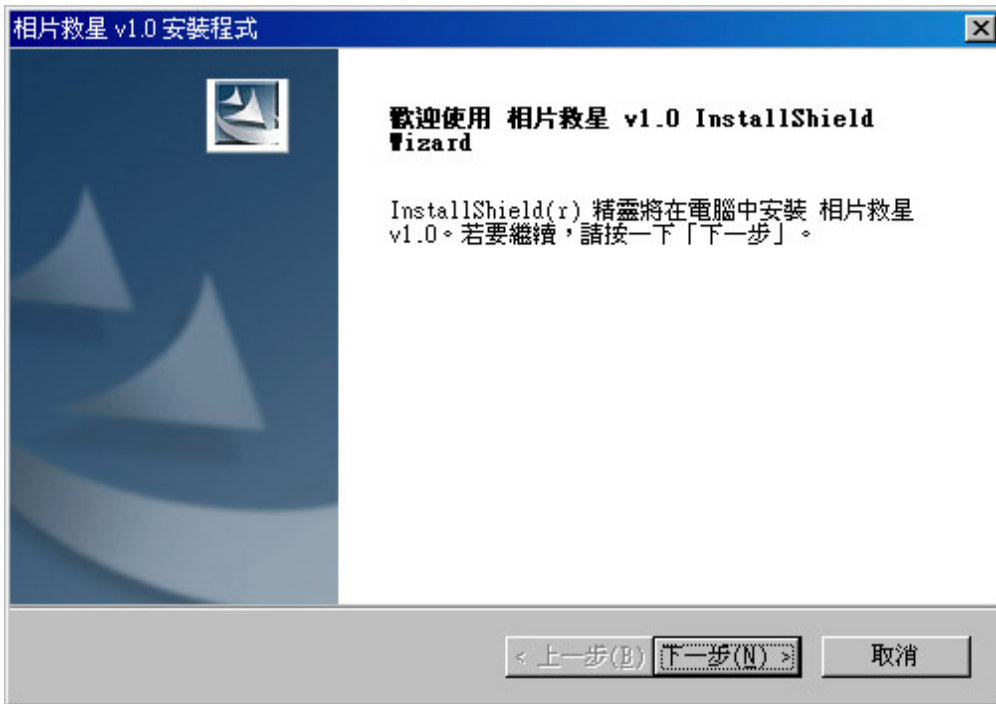 相片救星 v1.0 安裝程式
歡迎使用 相片救星 v1.0 InstallShield
Wizard
InstallShield(r) 精靈將在電腦中安裝 相片救星
v1.0。若要繼續，請按一下「下一步」。
< 上一步(B) 下一步(N) > 取消